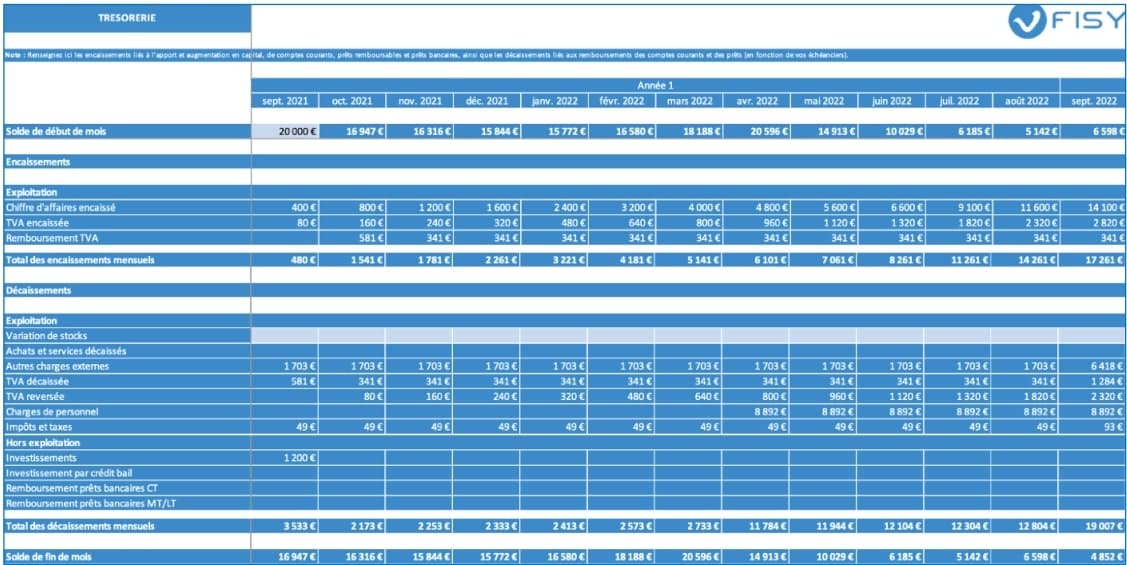 TRESORERIE
FISY
Note : Renseignez ici les encaissements liés à l'apport et augmentation en capital, de comptes courants, prêts remboursables et prêts bancaires, ainsi que les décaissements liés aux remboursements des comptes courants et des prêts (en fonction de vos échéanciers).
Année 1
sept. 2021 oct. 2021 nov. 2021 déc. 2021 janv. 2022 févr. 2022 mars 2022 avr. 2022 mai 2022 juin 2022 juil. 2022 août 2022 sept. 2022
Solde de début de mois 20 000 € 16 947 € 16 316 € 15 844 € 15 772 € 16 580 € 18 188 € 20 596 € 14 913 € 10 029 € 6 185 € 5 142 € 6 598 €
Encaissements
Exploitation
Chiffre d'affaires encaissé 400 € 800 € 1 200 € 1 600 € 2 400 € 3 200 € 4 000 € 4 800 € 5 600 € 6 600 € 9 100 € 11 600 € 14 100 €
TVA encaissée 80 € 160 € 240 € 320 € 480 € 640 € 800 € 960 € 1 120 € 1 320 € 1 820 € 2 320 € 2 820 €
Remboursement TVA 581 € 341 € 341 € 341 € 341 € 341 € 341 € 341 € 341 € 341 € 341 € 341 €
Total des encaissements mensuels 480 € 1 541 € 1 781 € 2 261 € 3 221 € 4 181 € 5 141 € 6 101 € 7 061 € 8 261 € 11 261 € 14 261 € 17 261 €
Décaissements
Exploitation
Variation de stocks
Achats et services décaissés
Autres charges externes 1 703 € 1 703 € 1 703 € 1 703 € 1 703 € 1 703 € 1 703 € 1 703 € 1 703 € 1 703 € 1 703 € 1 703 € 6 418 €
TVA décaissée 581 € 341 € 341 € 341 € 341 € 341 € 341 € 341 € 341 € 341 € 341 € 341 € 1 284 €
TVA reversée 80 € 160 € 240 € 320 € 480 € 640 € 800 € 960 € 1 120 € 1 320 € 1 820 € 2 320 €
Charges de personnel 8 892 € 8 892 € 8 892 € 8 892 € 8 892 € 8 892 €
Impôts et taxes 49 € 49 € 49 € 49 € 49 € 49 € 49 € 49 € 49 € 49 € 49 € 49 € 93 €
Hors exploitation
Investissements 1 200 €
Investissement par crédit bail
Remboursement prêts bancaires CT
Remboursement prêts bancaires MT/LT
Total des décaissements mensuels 3 533 € 2 173 € 2 253 € 2 333 € 2 413 € 2 573 € 2 733 € 11 784 € 11 944 € 12 104 € 12 304 € 12 804 € 19 007 €
Solde de fin de mois 16 947 € 16 316 € 15 844 € 15 772 € 16 580 € 18 188 € 20 596 € 14 913 € 10 029 € 6 185 € 5 142 € 6 598 € 4 852 €